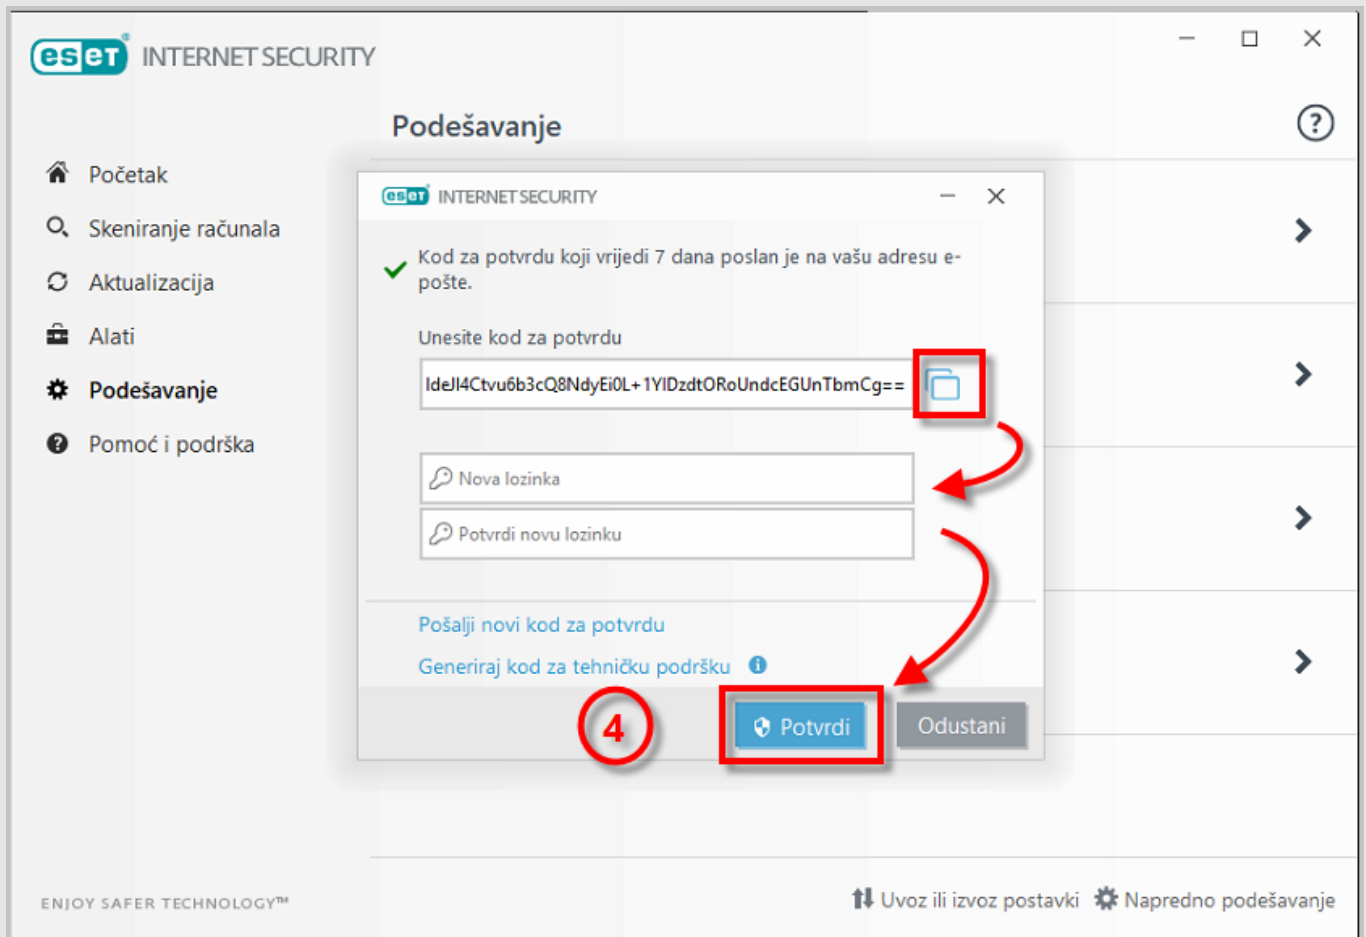 eseT® INTERNET SECURITY
Podešavanje
?
Početak
Skeniranje računala
Aktualizacija
Alati
Podešavanje
Pomoć i podrška
eseT INTERNET SECURITY
Kod za potvrdu koji vrijedi 7 dana poslan je na vašu adresu e-
pošte.
Unesite kod za potvrdu
IdeJl4Ctvu6b3cQ8NdyEi0L+1YlDzdtORoUndcEGUnTbmCg==
Nova lozinka
Potvrdi novu lozinku
Pošalji novi kod za potvrdu
Generiraj kod za tehničku podršku
4
Potvrdi
Odustani
ENJOY SAFER TECHNOLOGY™
Uvoz ili izvoz postavki
Napredno podešavanje